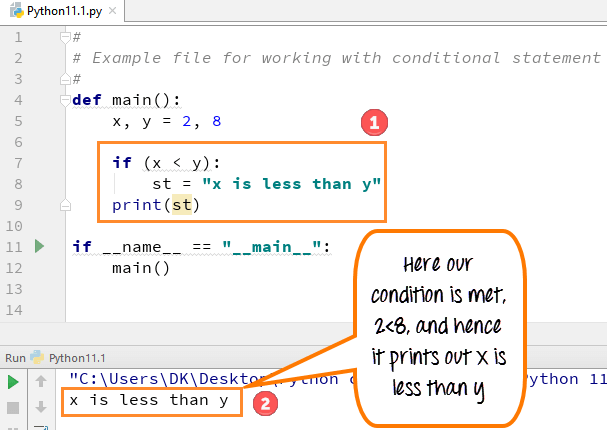 Python11.1.py ×
1 #
2 # Example file for working with conditional statement
3 #
4 def main():
5     x, y = 2, 8
6
1
7     if (x < y):
8         st = "x is less than y"
9     print(st)
10
11 if __name__ == "__main__":
12     main()
13
14
Here our
condition is met,
2<8, and hence
it prints out x is
less than y
Run Python11.1
"C:\Users\DK\Desktop\Python ython 11
x is less than y
2